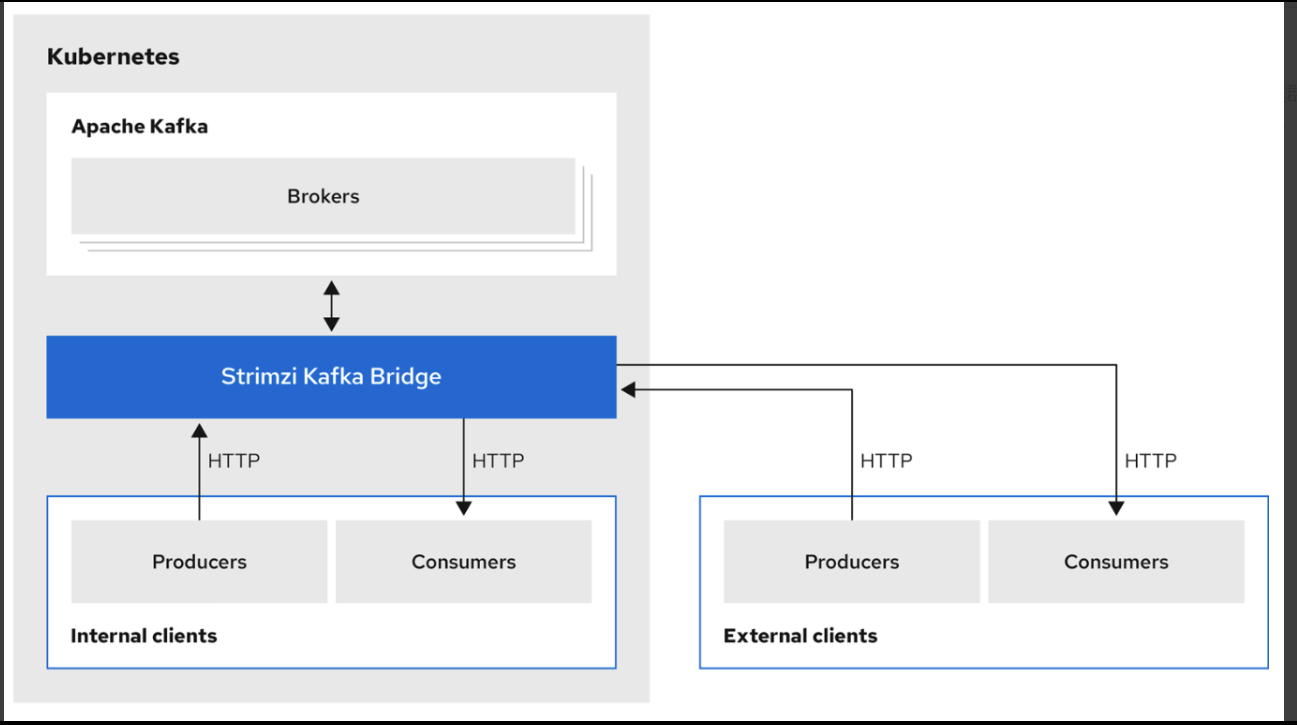 Kubernetes
Apache Kafka
Brokers
Strimzi Kafka Bridge
HTTP
HTTP
HTTP
HTTP
Producers
Consumers
Internal clients
Producers
Consumers
External clients